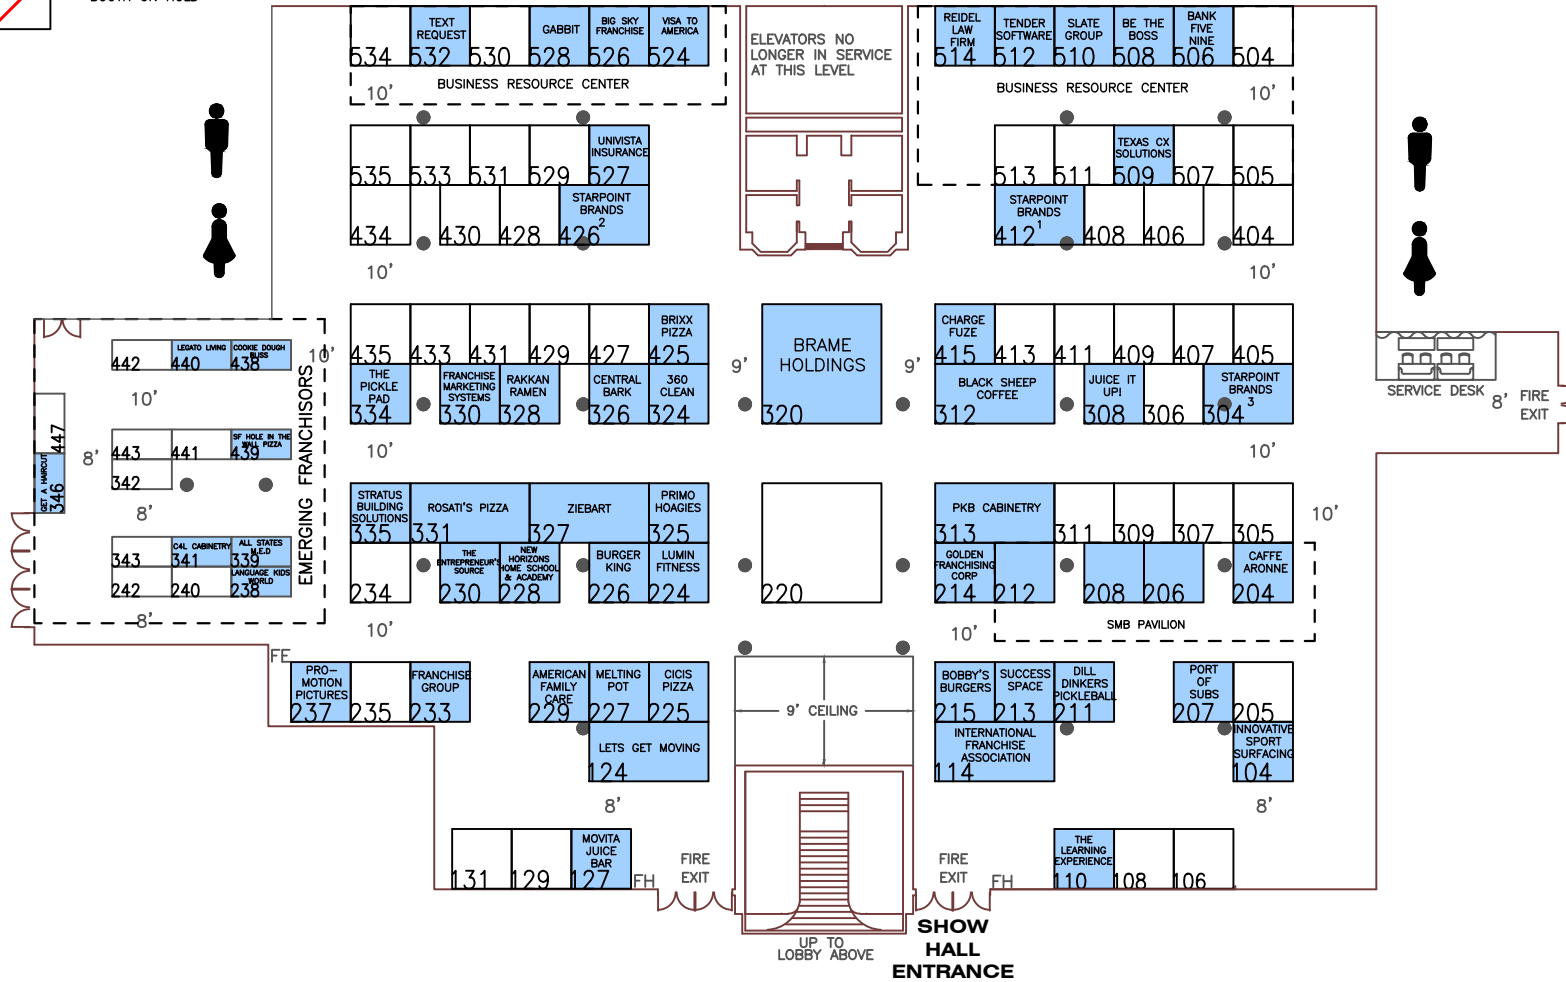 TEXT
REQUEST
GABBIT
BIG SKY
FRANCHISE
VISA TO
AMERICA
534 532 530 528 526 524
BUSINESS RESOURCE CENTER
10'
ELEVATORS NO
LONGER IN SERVICE
AT THIS LEVEL
REIDEL
LAW
FIRM
TENDER
SOFTWARE
SLATE
GROUP
BE THE
BOSS
BANK
FIVE
NINE
514 512 510 508 506 504
BUSINESS RESOURCE CENTER
10'
UNIVISTA
INSURANCE
535 533 531 529 527
STARPOINT
BRANDS
2
434 430 428 426
10'
TEXAS CX
SOLUTIONS
513 511 509 507 505
STARPOINT
BRANDS
1
412 408 406 404
10'
BRIXX
PIZZA
435 433 431 429 427 425
THE
PICKLE
PAD
FRANCHISE
MARKETING
SYSTEMS
RAKKAN
RAMEN
CENTRAL
BARK
360
CLEAN
334 330 328 326 324
10'
9'
BRAME
HOLDINGS
320
9'
CHARGE
FUZE
415 413 411 409 407 405
BLACK SHEEP
COFFEE
JUICE IT
UP!
STARPOINT
BRANDS
3
312 308 306 304
10'
SERVICE DESK
8'
FIRE
EXIT
LEGATO LIVING
COOKIE DOUGH
BLISS
442 440 438
10'
10'
SF HOLE IN THE
WALL PIZZA
443 441 439
342
8'
8'
447
GET A HAIRCUT
346
C4L CABINETRY
ALL STATES
M.E.D
343 341 339
LANGUAGE KIDS
WORLD
242 240 238
8'
EMERGING FRANCHISORS
STRATUS
BUILDING
SOLUTIONS
ROSATI'S PIZZA
ZIEBART
PRIMO
HOAGIES
335 331 327 325
THE
ENTREPRENEUR'S
SOURCE
NEW
HORIZONS
HOME SCHOOL
& ACADEMY
BURGER
KING
LUMIN
FITNESS
234 230 228 226 224
10'
220
PKB CABINETRY
313 311 309 307 305
10'
GOLDEN
FRANCHISING
CORP
CAFFE
ARONNE
214 212 208 206 204
SMB PAVILION
10'
FE
PRO-
MOTION
PICTURES
FRANCHISE
GROUP
237 235 233
AMERICAN
FAMILY
CARE
MELTING
POT
CICIS
PIZZA
229 227 225
LETS GET MOVING
124
8'
9' CEILING
BOBBY'S
BURGERS
SUCCESS
SPACE
DILL
DINKERS
PICKLEBALL
215 213 211
INTERNATIONAL
FRANCHISE
ASSOCIATION
114
PORT
OF
SUBS
207 205
INNOVATIVE
SPORT
SURFACING
104
8'
MOVITA
JUICE
BAR
131 129 127
FH
FIRE
EXIT
UP TO
LOBBY ABOVE
FIRE
EXIT
FH
THE
LEARNING
EXPERIENCE
110 108 106
SHOW
HALL
ENTRANCE